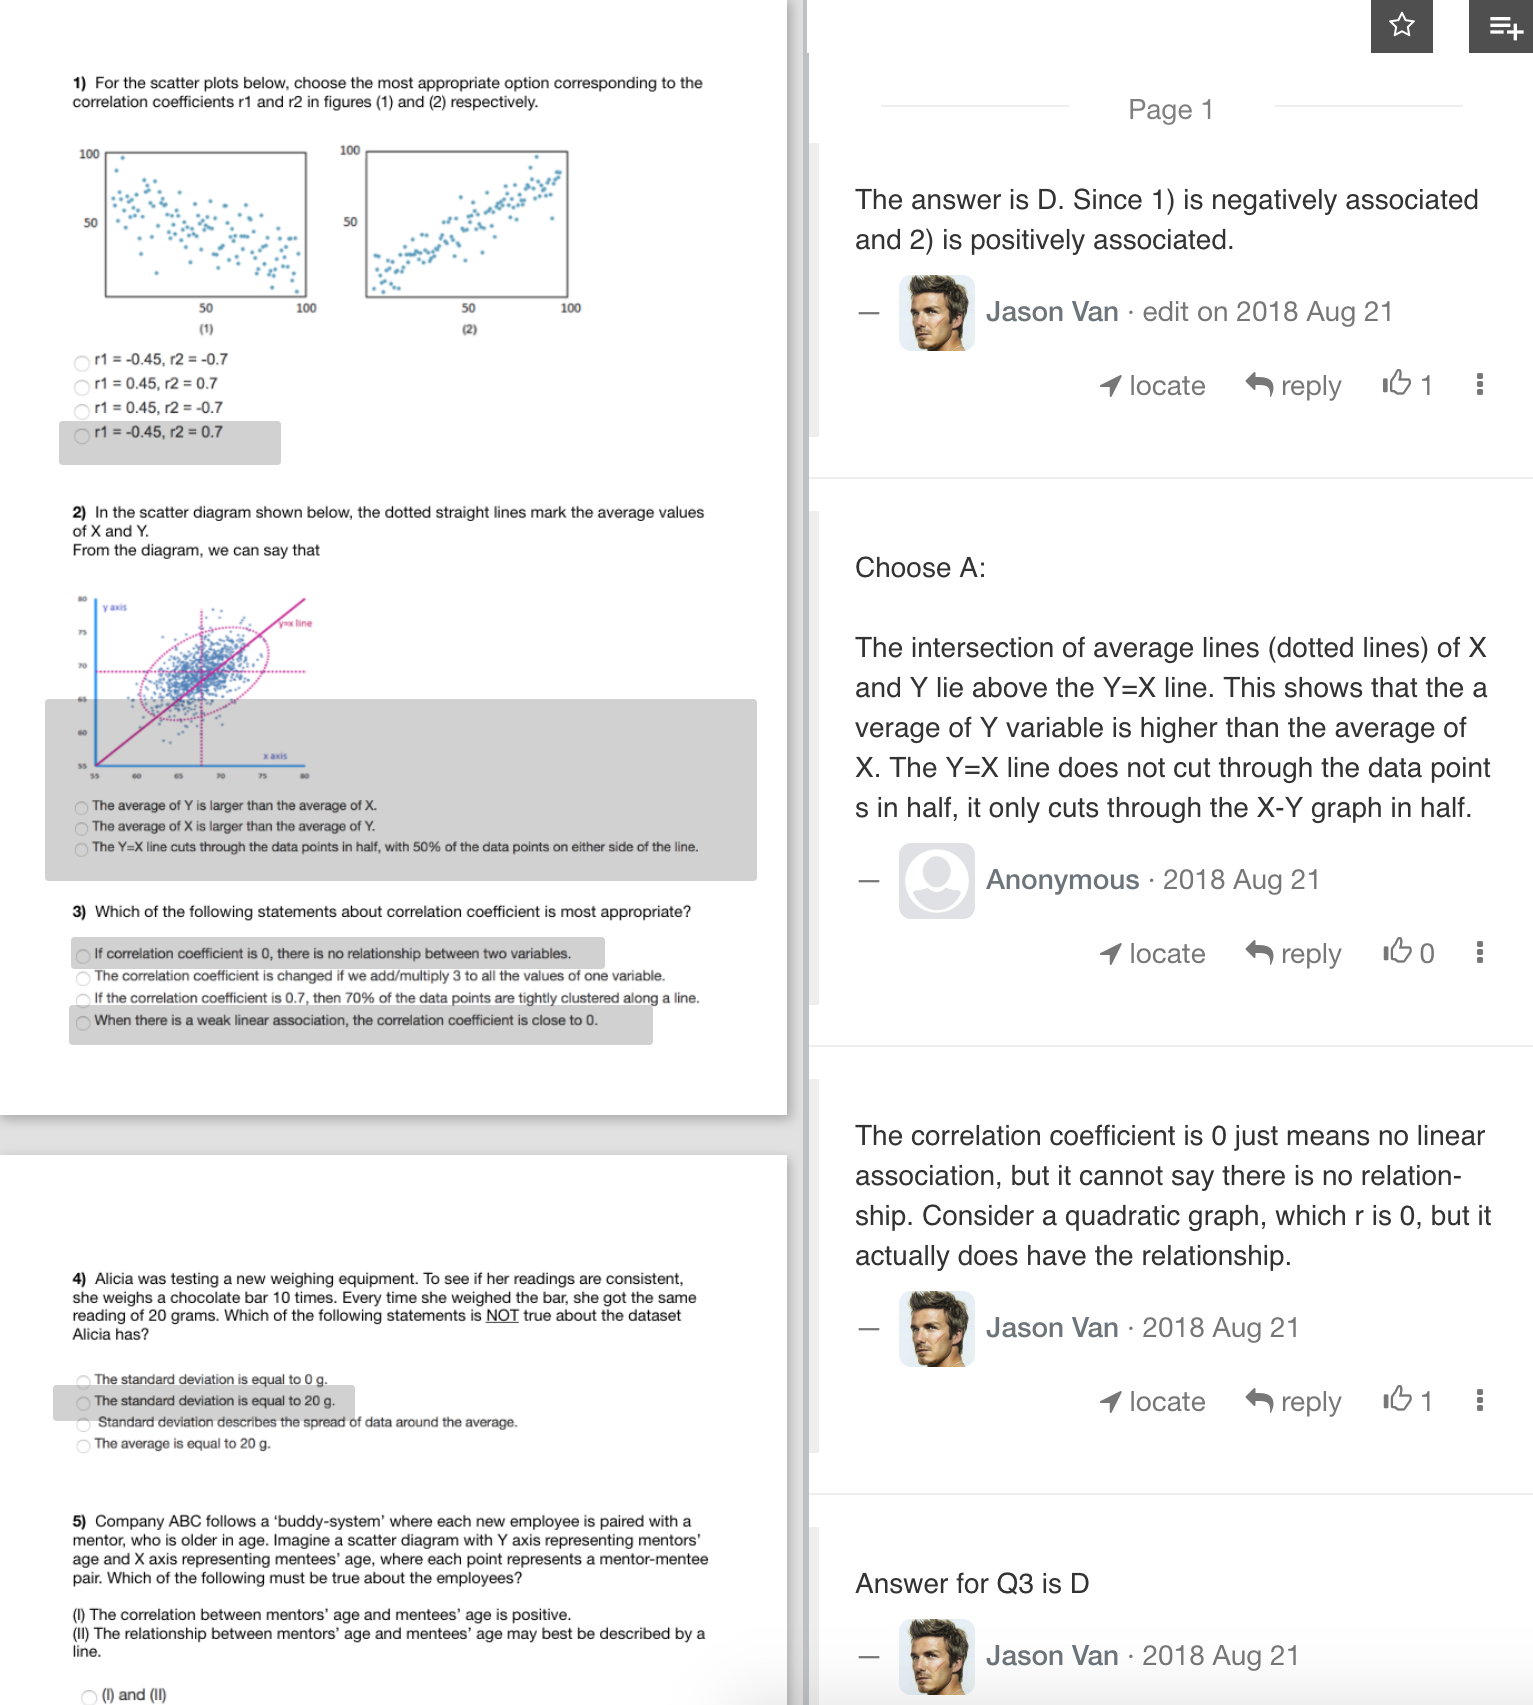 1) For the scatter plots below, choose the most appropriate option corresponding to the
correlation coefficients r1 and r2 in figures (1) and (2) respectively.
100
50
50
100
(1)
100
50
50
100
(2)
r1 = -0.45, r2 = -0.7
r1 = 0.45, r2 = 0.7
r1 = 0.45, r2 = -0.7
r1 = -0.45, r2 = 0.7
2) In the scatter diagram shown below, the dotted straight lines mark the average values
of X and Y.
From the diagram, we can say that
80
y axis
y=x line
75
70
65
60
x axis
55
55 60 65 70 75 80
The average of Y is larger than the average of X.
The average of X is larger than the average of Y.
The Y=X line cuts through the data points in half, with 50% of the data points on either side of the line.
3) Which of the following statements about correlation coefficient is most appropriate?
If correlation coefficient is 0, there is no relationship between two variables.
The correlation coefficient is changed if we add/multiply 3 to all the values of one variable.
If the correlation coefficient is 0.7, then 70% of the data points are tightly clustered along a line.
When there is a weak linear association, the correlation coefficient is close to 0.
4) Alicia was testing a new weighing equipment. To see if her readings are consistent,
she weighs a chocolate bar 10 times. Every time she weighed the bar, she got the same
reading of 20 grams. Which of the following statements is NOT true about the dataset
Alicia has?
The standard deviation is equal to 0 g.
The standard deviation is equal to 20 g.
Standard deviation describes the spread of data around the average.
The average is equal to 20 g.
5) Company ABC follows a ‘buddy-system’ where each new employee is paired with a
mentor, who is older in age. Imagine a scatter diagram with Y axis representing mentors’
age and X axis representing mentees’ age, where each point represents a mentor-mentee
pair. Which of the following must be true about the employees?
(I) The correlation between mentors’ age and mentees’ age is positive.
(II) The relationship between mentors’ age and mentees’ age may best be described by a
line.
(I) and (II)
Page 1
The answer is D. Since 1) is negatively associated
and 2) is positively associated.
— Jason Van · edit on 2018 Aug 21
locate reply 1
Choose A:
The intersection of average lines (dotted lines) of X
and Y lie above the Y=X line. This shows that the a
verage of Y variable is higher than the average of
X. The Y=X line does not cut through the data point
s in half, it only cuts through the X-Y graph in half.
— Anonymous · 2018 Aug 21
locate reply 0
The correlation coefficient is 0 just means no linear
association, but it cannot say there is no relation-
ship. Consider a quadratic graph, which r is 0, but it
actually does have the relationship.
— Jason Van · 2018 Aug 21
locate reply 1
Answer for Q3 is D
— Jason Van · 2018 Aug 21